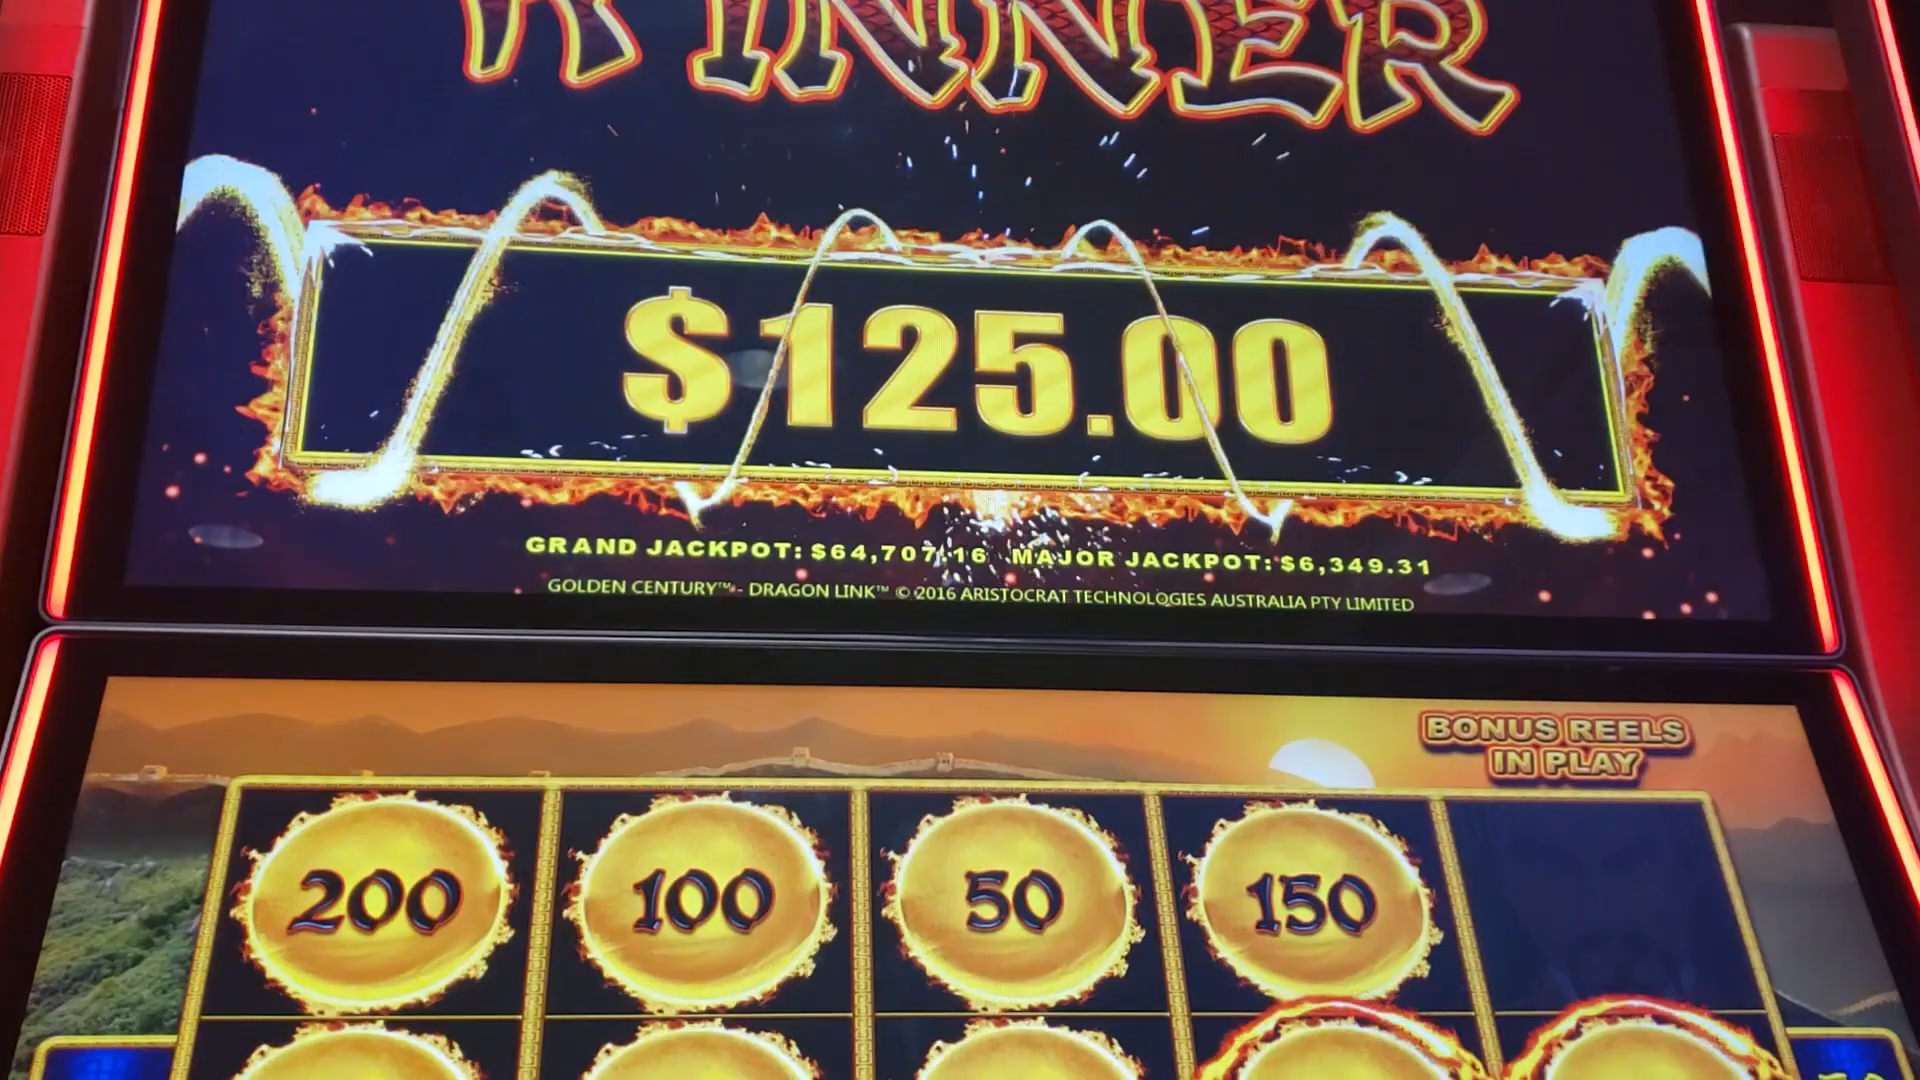 WINNER
$125.00
GRAND JACKPOT: $64,707.16 MAJOR JACKPOT: $6,349.31
GOLDEN CENTURY™ - DRAGON LINK™ © 2016 ARISTOCRAT TECHNOLOGIES AUSTRALIA PTY LIMITED
BONUS REELS
IN PLAY
200 100 50 150